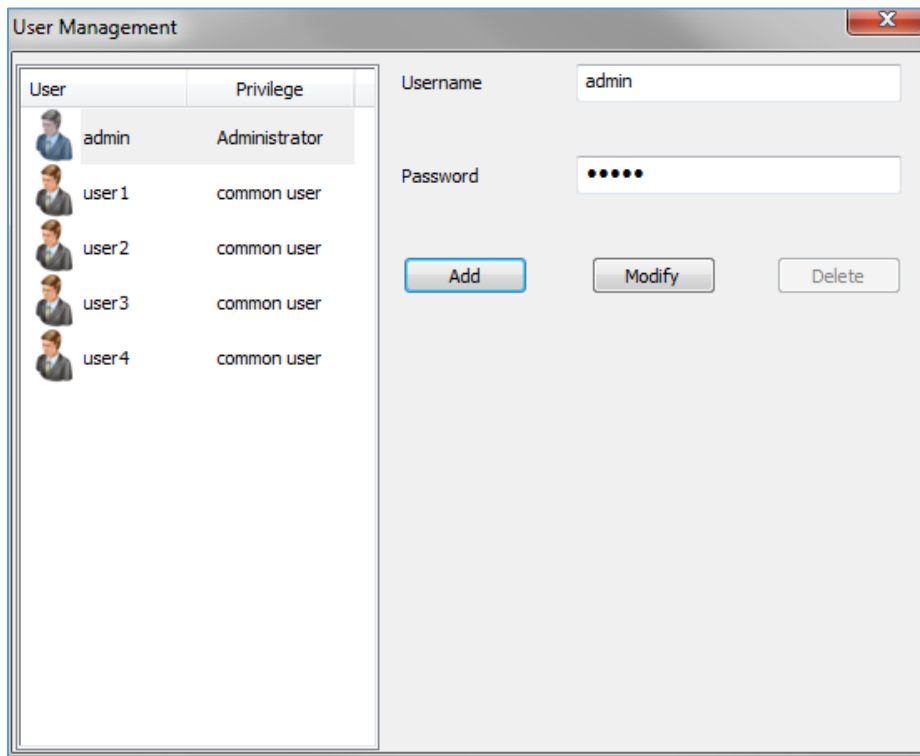 User Management
X
User Privilege
admin Administrator
user1 common user
user2 common user
user3 common user
user4 common user
Username admin
Password •••••
Add Modify Delete